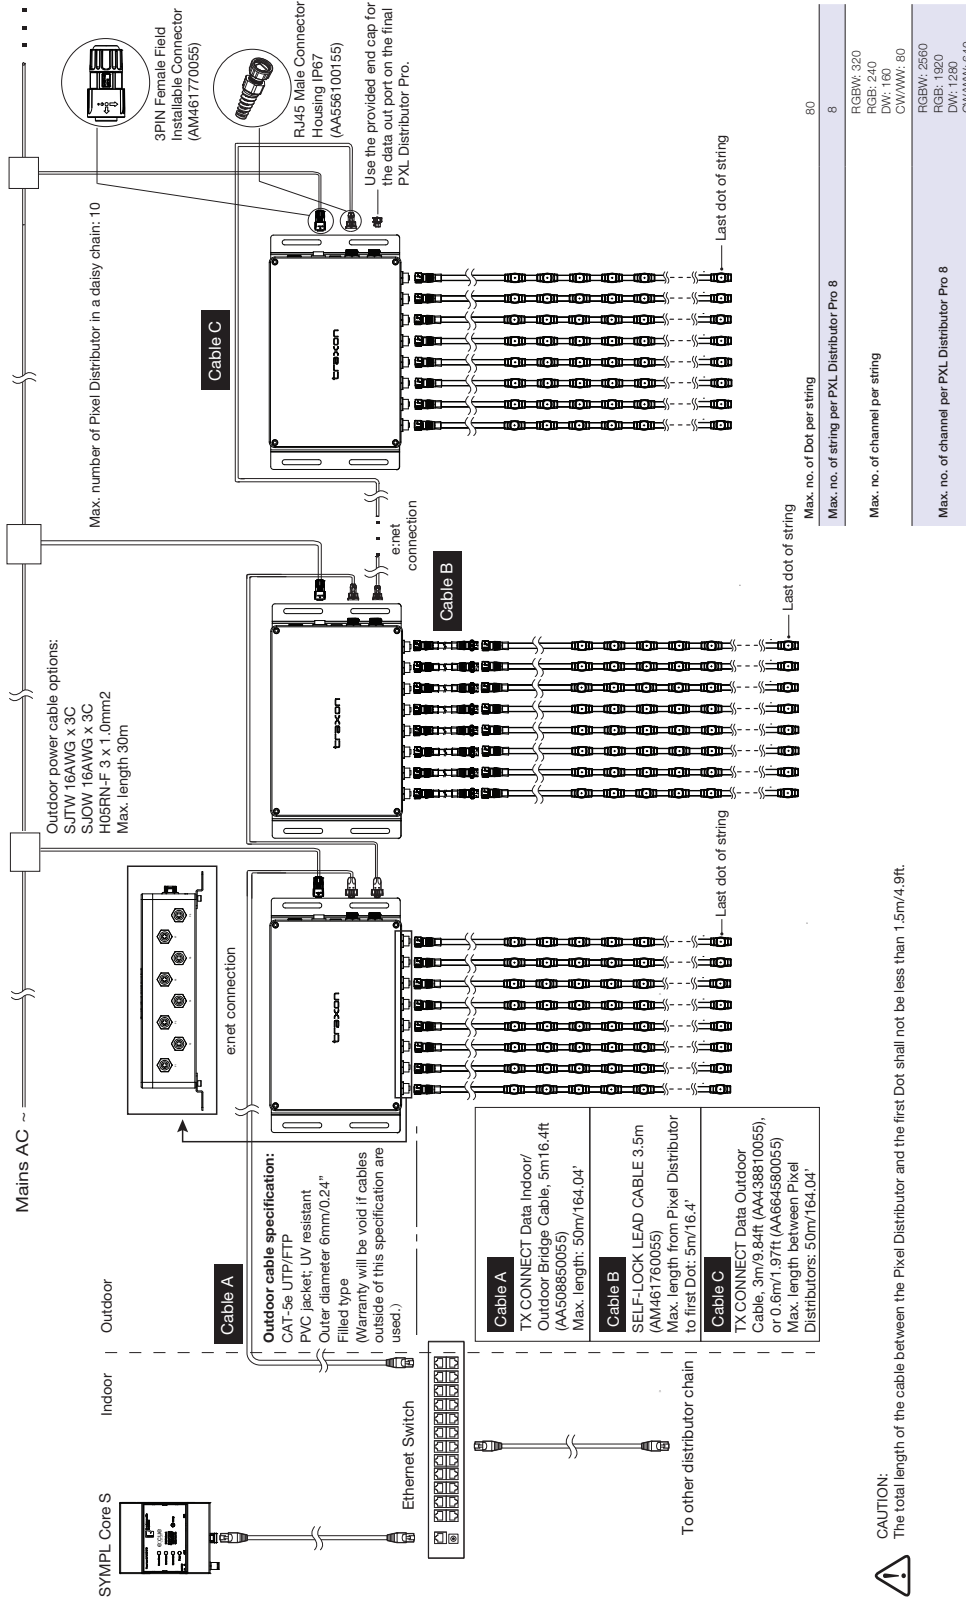 Mains AC ~
Outdoor power cable options:
SJTW 16AWG x 3C
SJOW 16AWG x 3C
H05RN-F 3 x 1.0mm2
Max. length 30m
Max. number of Pixel Distributor in a daisy chain: 10
3PIN Female Field
Installable Connector
(AM461770055)
RJ45 Male Connector
Housing IP67
(AA556100155)
Use the provided end cap for
the data out port on the final
PXL Distributor Pro.
Indoor
Outdoor
SYMPL Core S
e:cue
Ethernet Switch
To other distributor chain
Cable A
Outdoor cable specification:
CAT-5e UTP/FTP
PVC jacket; UV resistant
Outer diameter 6mm/0.24"
Filled type
(Warranty will be void if cables
outside of this specification are
used.)
e:net connection
traxon
traxon
traxon
e:net
connection
Cable B
Cable C
Last dot of string
Last dot of string
Last dot of string
Cable A
TX CONNECT Data Indoor/
Outdoor Bridge Cable, 5m16.4ft
(AA508850055)
Max. length: 50m/164.04'
Cable B
SELF-LOCK LEAD CABLE 3.5m
(AM461760055)
Max. length from Pixel Distributor
to first Dot: 5m/16.4'
Cable C
TX CONNECT Data Outdoor
Cable, 3m/9.84ft (AA438810055),
or 0.6m/1.97ft (AA664580055)
Max. length between Pixel
Distributors: 50m/164.04'
Max. no. of Dot per string 80
Max. no. of string per PXL Distributor Pro 8 8
Max. no. of channel per string
RGBW: 320
RGB: 240
DW: 160
CW/WW: 80
Max. no. of channel per PXL Distributor Pro 8
RGBW: 2560
RGB: 1920
DW: 1280
CW/WW: 640
CAUTION:
The total length of the cable between the Pixel Distributor and the first Dot shall not be less than 1.5m/4.9ft.